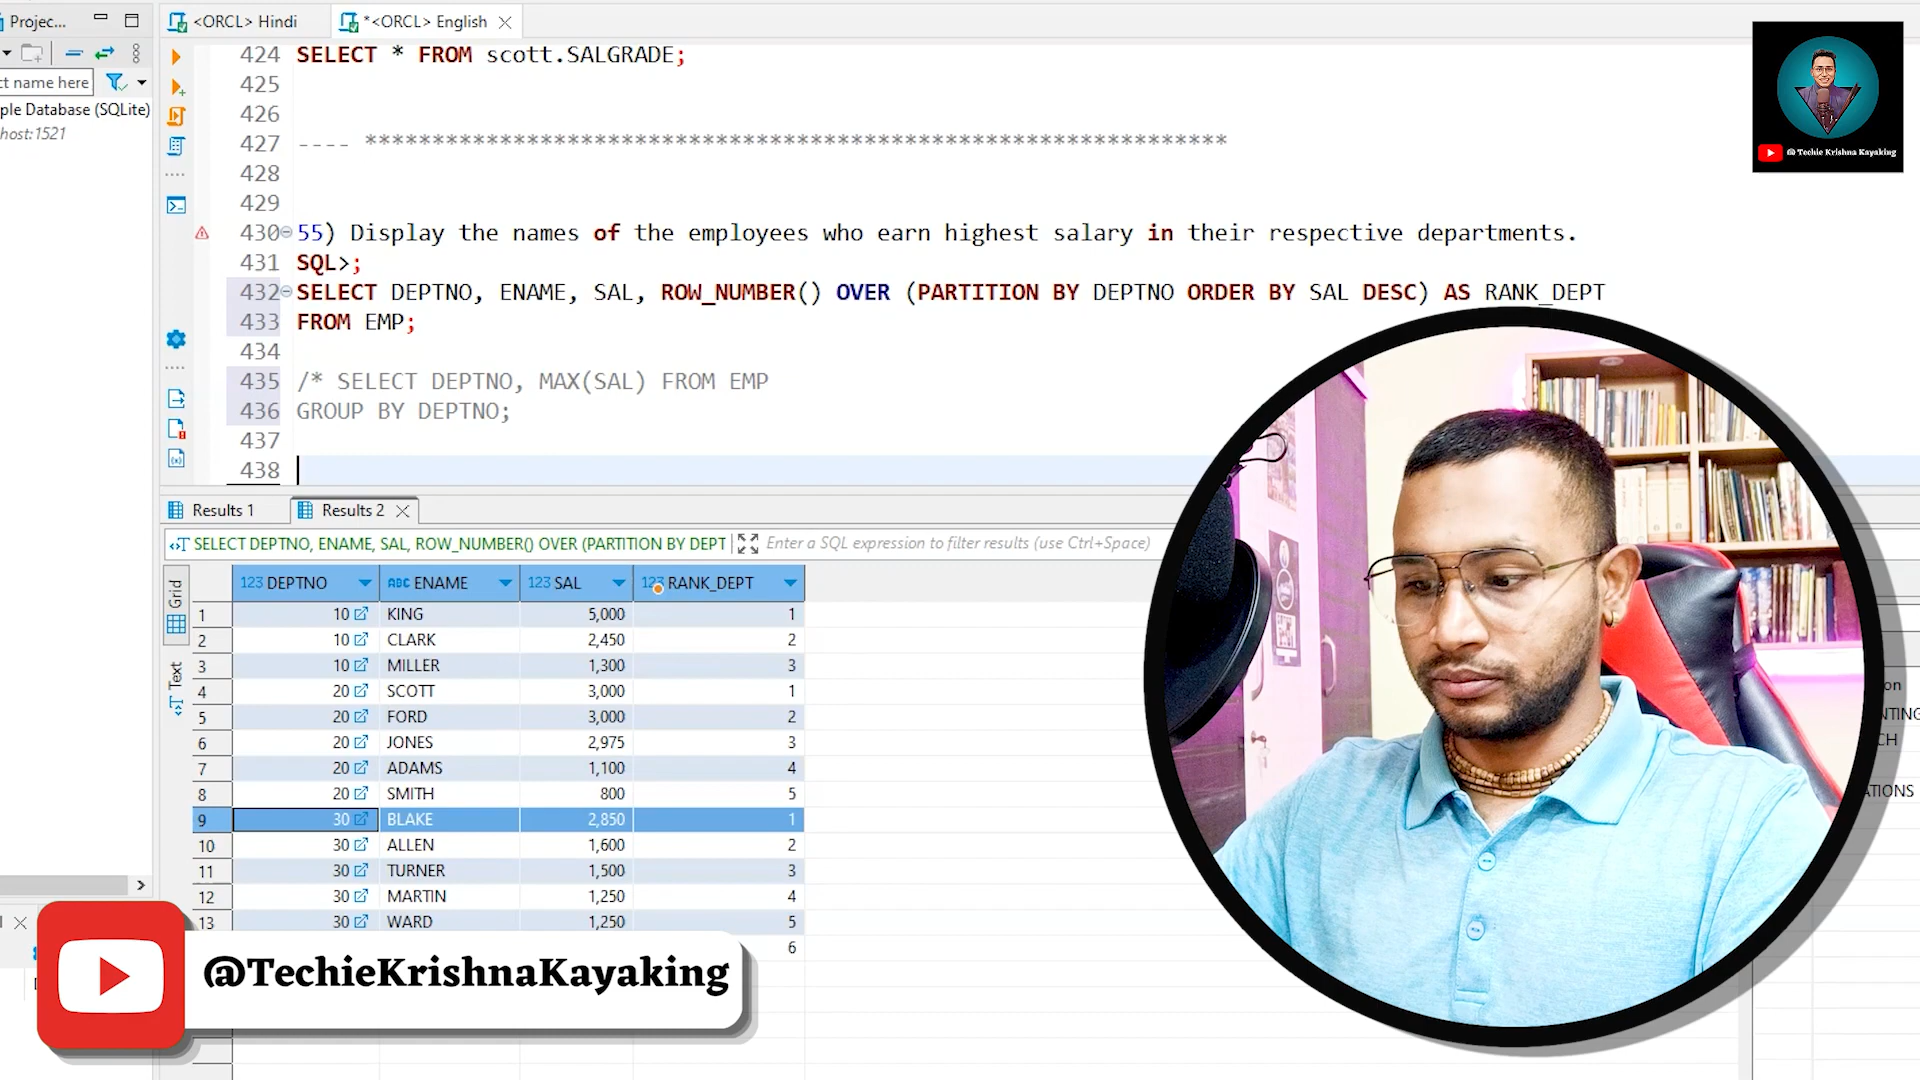 Projec...
<ORCL> Hindi
*<ORCL> English
ct name here
ple Database (SQLite)
host:1521
424 SELECT * FROM scott.SALGRADE;
425
426
427 ---- ****************************************************************
428
429
430 55) Display the names of the employees who earn highest salary in their respective departments.
431 SQL>;
432 SELECT DEPTNO, ENAME, SAL, ROW_NUMBER() OVER (PARTITION BY DEPTNO ORDER BY SAL DESC) AS RANK_DEPT
433 FROM EMP;
434
435 /* SELECT DEPTNO, MAX(SAL) FROM EMP
436 GROUP BY DEPTNO;
437
438
@ Techie Krishna Kayaking
Results 1
Results 2
SELECT DEPTNO, ENAME, SAL, ROW_NUMBER() OVER (PARTITION BY DEPT
Enter a SQL expression to filter results (use Ctrl+Space)
Grid
Text
123 DEPTNO ABC ENAME 123 SAL 123 RANK_DEPT
1 10 KING 5,000 1
2 10 CLARK 2,450 2
3 10 MILLER 1,300 3
4 20 SCOTT 3,000 1
5 20 FORD 3,000 2
6 20 JONES 2,975 3
7 20 ADAMS 1,100 4
8 20 SMITH 800 5
9 30 BLAKE 2,850 1
10 30 ALLEN 1,600 2
11 30 TURNER 1,500 3
12 30 MARTIN 1,250 4
13 30 WARD 1,250 5
6
on
NTING
CH
ATIONS
@TechieKrishnaKayaking